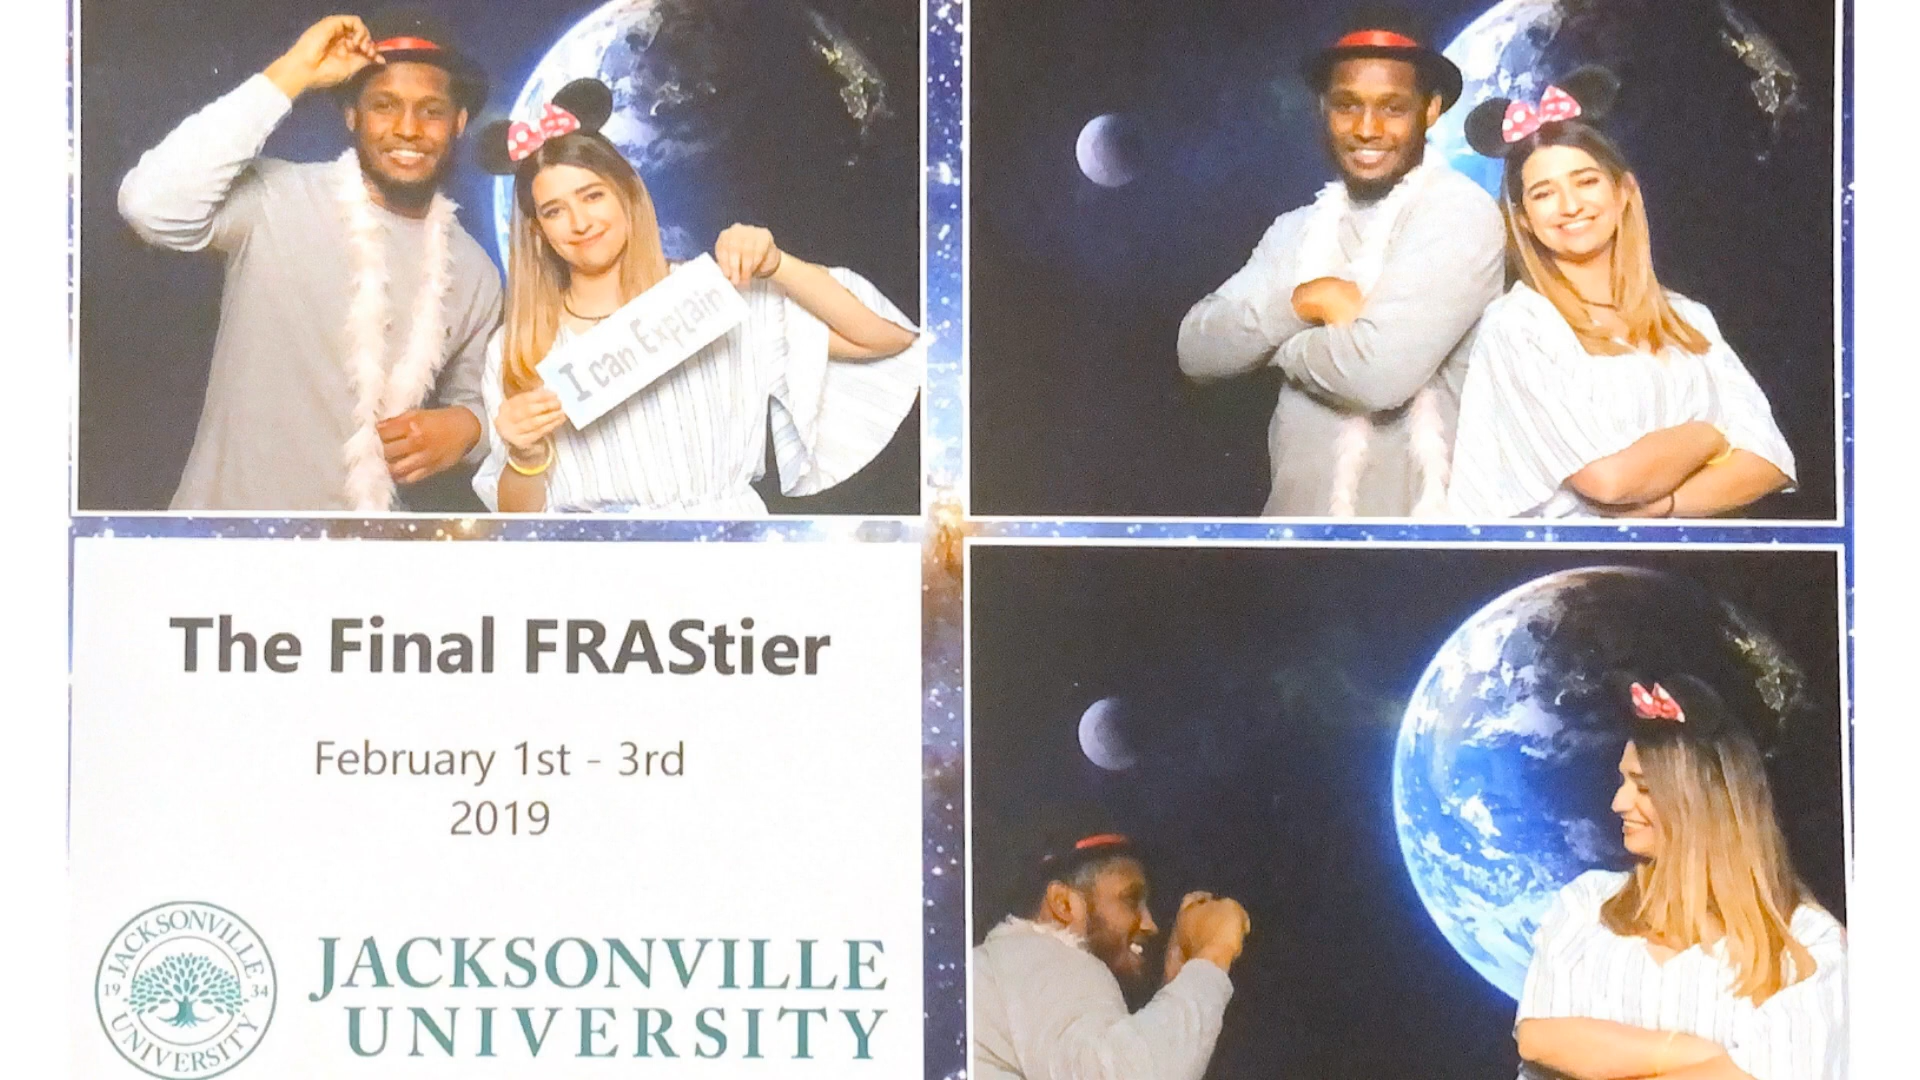 I can Explain
The Final FRAStier
February 1st - 3rd
2019
JACKSONVILLE
19 34
UNIVERSITY
JACKSONVILLE
UNIVERSITY